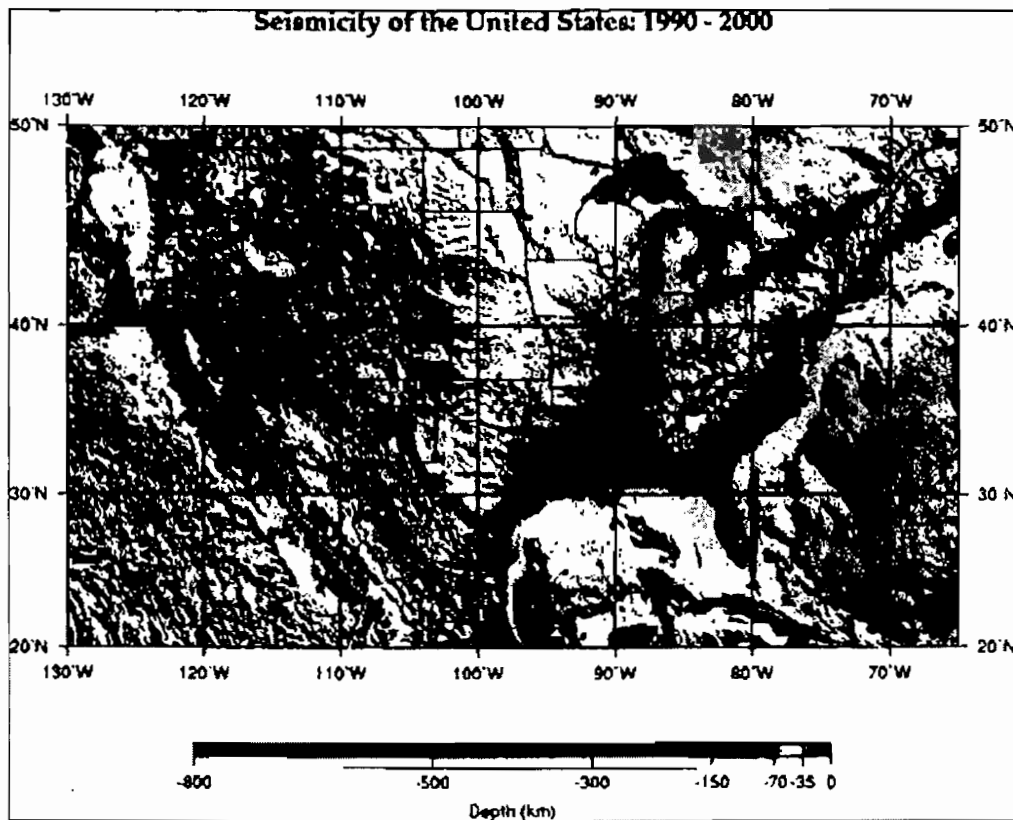 Seismicity of the United States: 1990 - 2000
130°W 120°W 110°W 100°W 90°W 80°W 70°W
50°N 50°N
40°N 40°N
30°N 30°N
20°N 20°N
130°W 120°W 110°W 100°W 90°W 80°W 70°W
-800 -500 -300 -150 -70 -35 0
Depth (km)